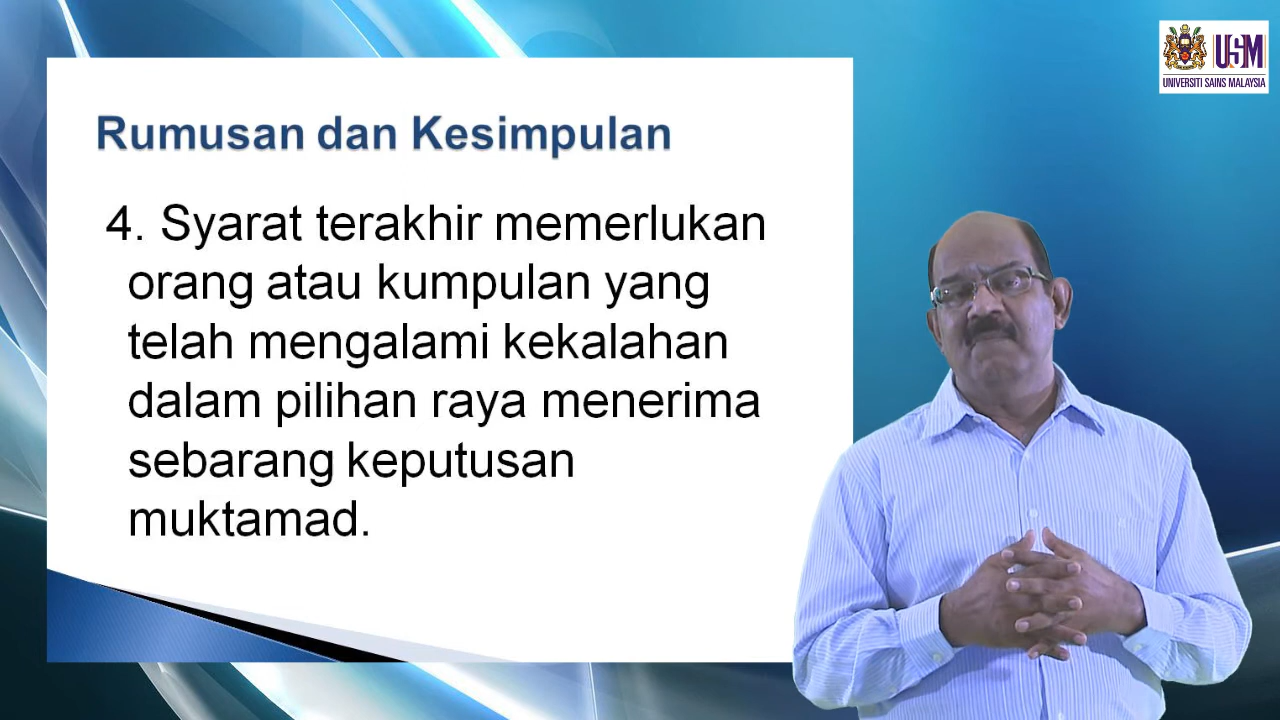 Rumusan dan Kesimpulan
4. Syarat terakhir memerlukan
orang atau kumpulan yang
telah mengalami kekalahan
dalam pilihan raya menerima
sebarang keputusan
muktamad.
USM
UNIVERSITI SAINS MALAYSIA